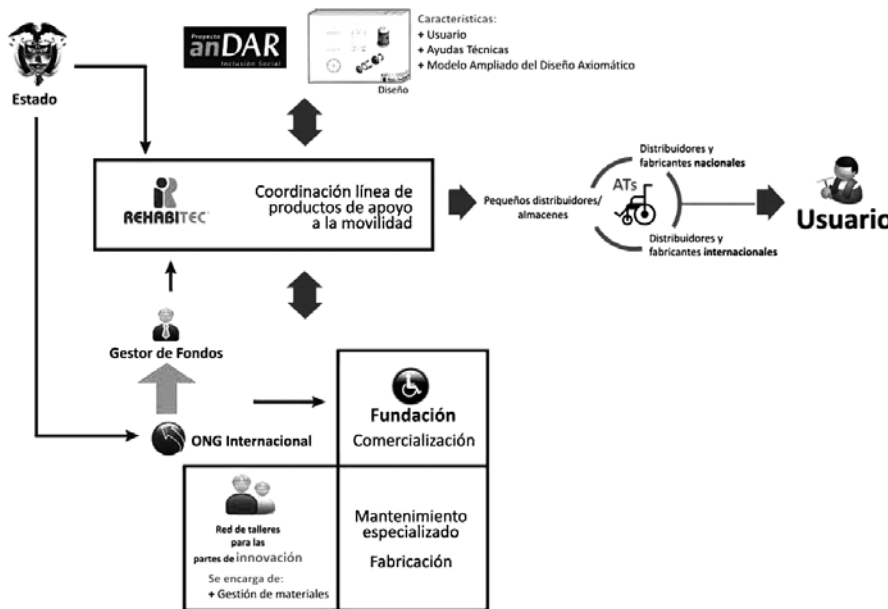 Proyecto
anDAR
Inclusión Social
Diseño
Características:
+ Usuario
+ Ayudas Técnicas
+ Modelo Ampliado del Diseño Axiomático
Estado
REHABITEC
Coordinación línea de
productos de apoyo
a la movilidad
Pequeños distribuidores/
almacenes
Distribuidores y
fabricantes nacionales
ATs
Distribuidores y
fabricantes internacionales
Usuario
Gestor de Fondos
ONG Internacional
Fundación
Comercialización
Red de talleres
para las
partes de innovación
Se encarga de:
+ Gestión de materiales
Mantenimiento
especializado
Fabricación